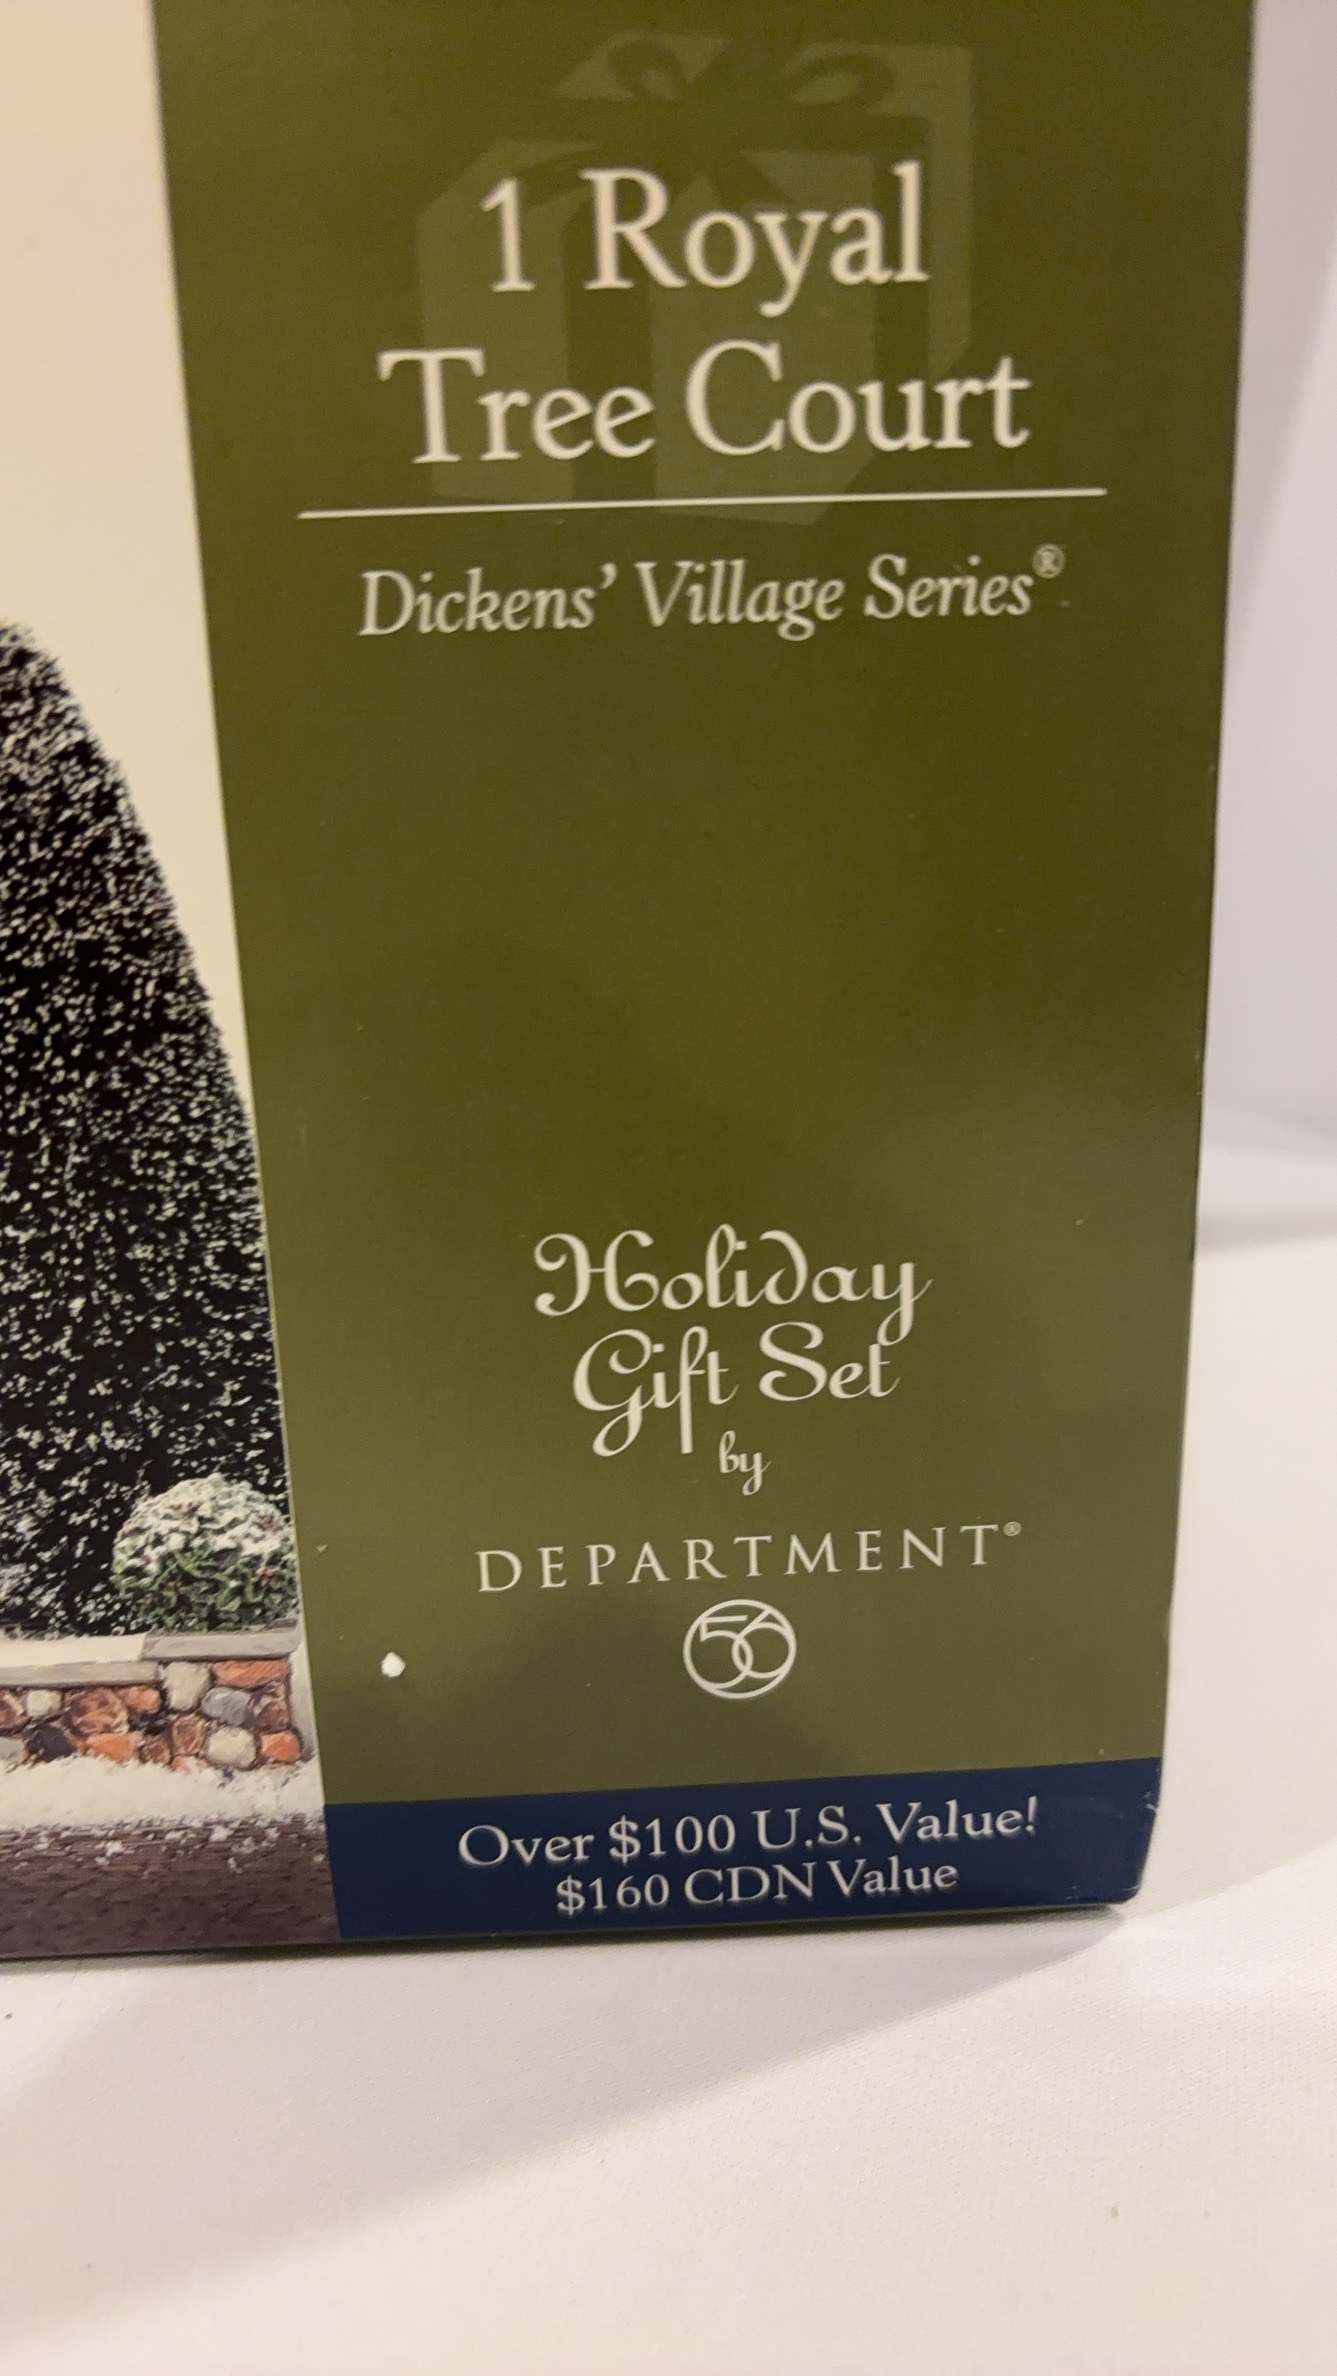 1 Royal
Tree Court
Dickens' Village Series®
Holiday
Gift Set
by
DEPARTMENT®
56
Over $100 U.S. Value!
$160 CDN Value